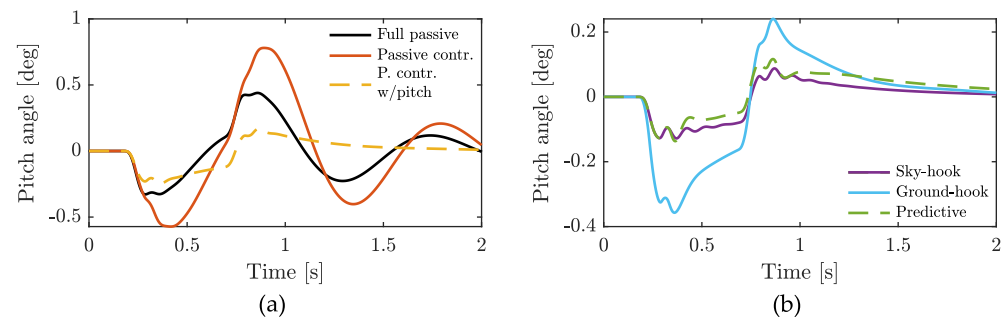 1
0.5
0
-0.5
0
0.5
1
1.5
2
Pitch angle [deg]
Time [s]
Full passive
Passive contr.
P. contr.
w/pitch
(a)
0.2
0
-0.2
-0.4
0
0.5
1
1.5
2
Pitch angle [deg]
Time [s]
Sky-hook
Ground-hook
Predictive
(b)